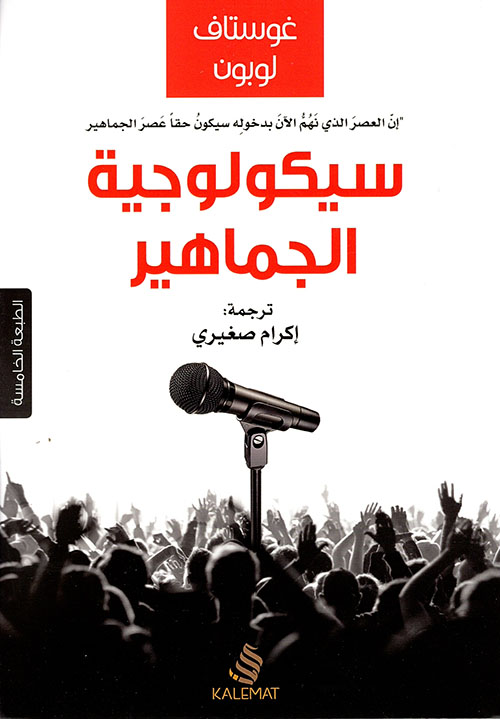 غوستاف
لوبون
"إنّ العصرَ الذي نَهُمُّ الآنَ بدخولِه سيكونُ حقاً عَصرَ الجماهير
سيكولوجية
الجماهير
ترجمة:
إكرام صغيري
الطبعة الخامسة
KALEMAT